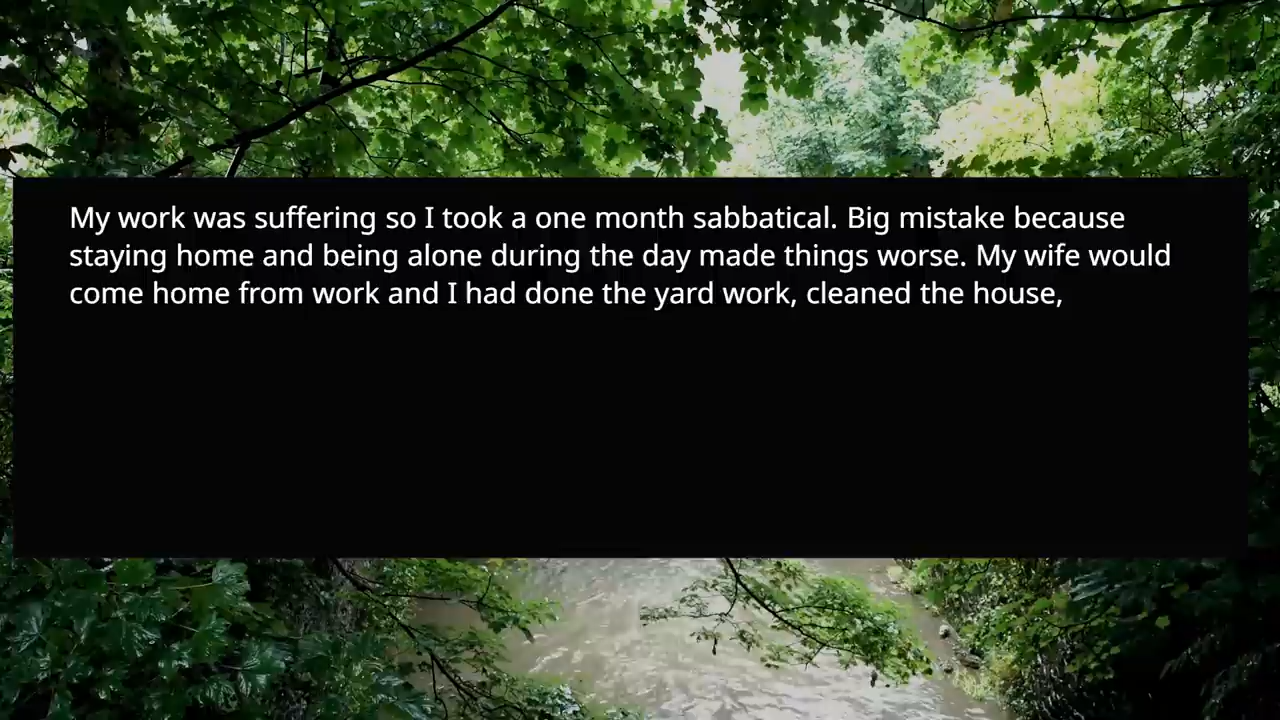 My work was suffering so I took a one month sabbatical. Big mistake because
staying home and being alone during the day made things worse. My wife would
come home from work and I had done the yard work, cleaned the house,